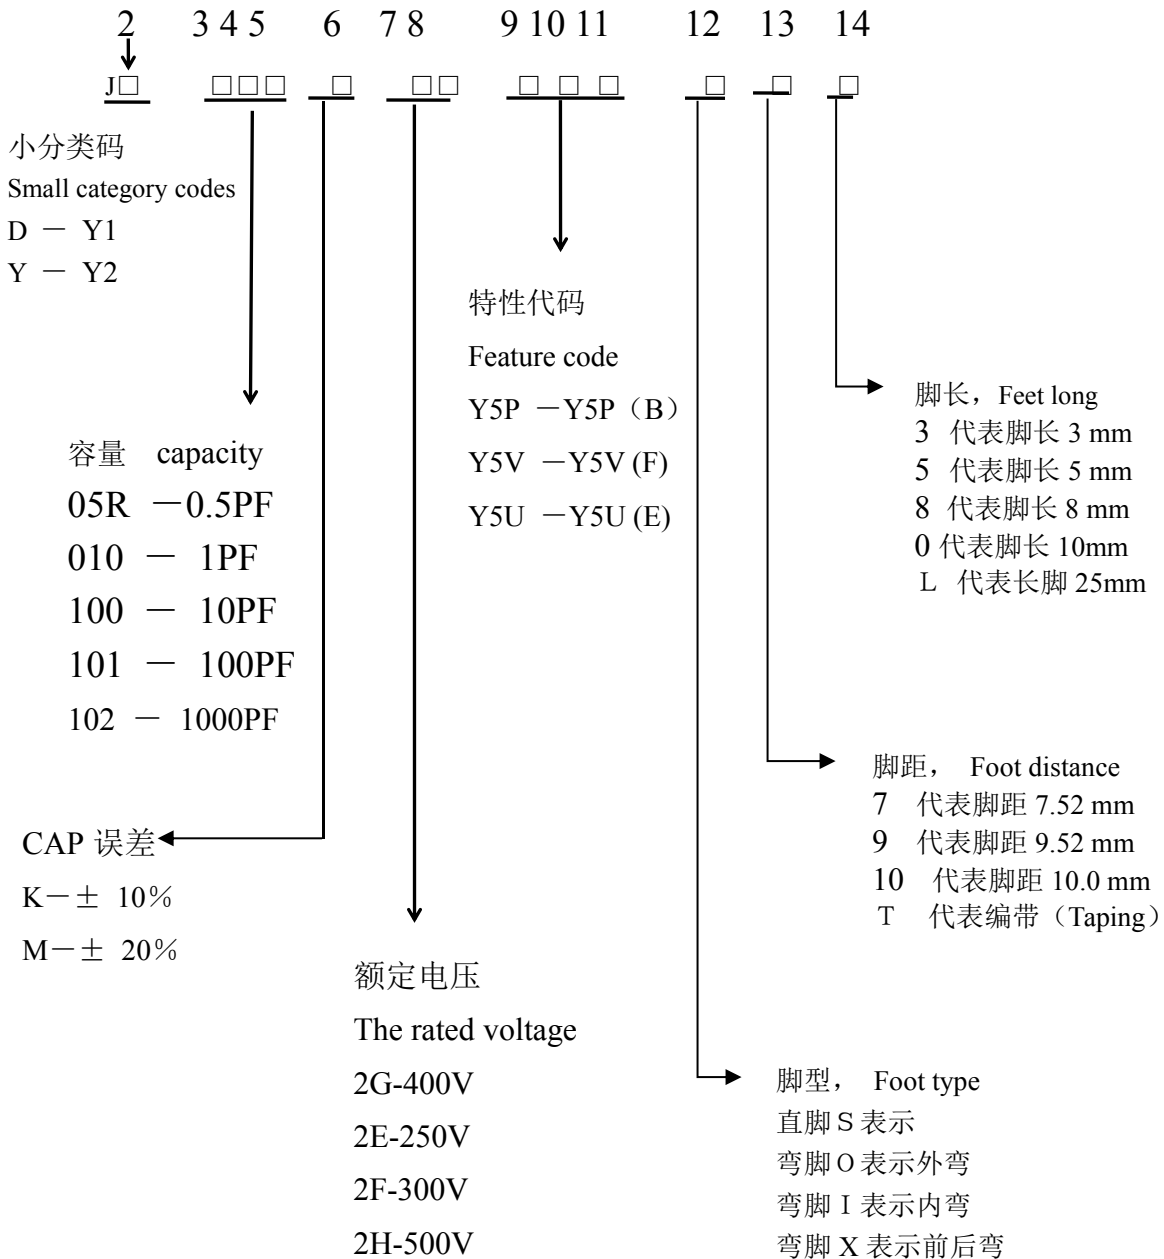 2 3 4 5 6 7 8 9 10 11 12 13 14
J□ □□□ □ □□ □ □ □ □ □ □
小分类码
Small category codes
D － Y1
Y － Y2
容量 capacity
05R －0.5PF
010 － 1PF
100 － 10PF
101 － 100PF
102 － 1000PF
CAP 误差
K－± 10％
M－± 20％
额定电压
The rated voltage
2G-400V
2E-250V
2F-300V
2H-500V
特性代码
Feature code
Y5P －Y5P（B）
Y5V －Y5V (F)
Y5U －Y5U (E)
脚长，Feet long
3 代表脚长 3 mm
5 代表脚长 5 mm
8 代表脚长 8 mm
0 代表脚长 10mm
Ｌ 代表长脚 25mm
脚距， Foot distance
7 代表脚距 7.52 mm
9 代表脚距 9.52 mm
10 代表脚距 10.0 mm
Ｔ 代表编带（Taping）
脚型， Foot type
直脚Ｓ表示
弯脚Ｏ表示外弯
弯脚Ｉ表示内弯
弯脚 X 表示前后弯